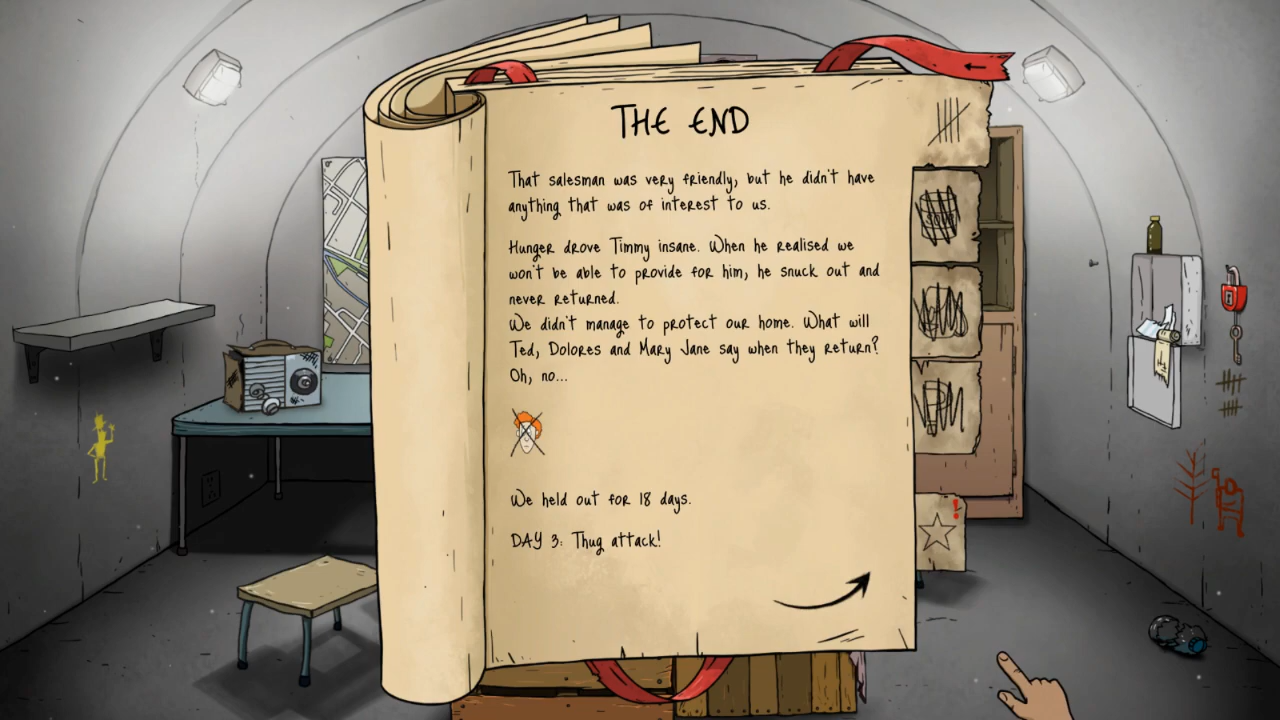 THE END
That salesman was very friendly, but he didn't have
anything that was of interest to us.
Hunger drove Timmy insane. When he realised we
won't be able to provide for him, he snuck out and
never returned.
We didn't manage to protect our home. What will
Ted, Dolores and Mary Jane say when they return?
Oh, no...
We held out for 18 days.
DAY 3: Thug attack!
!